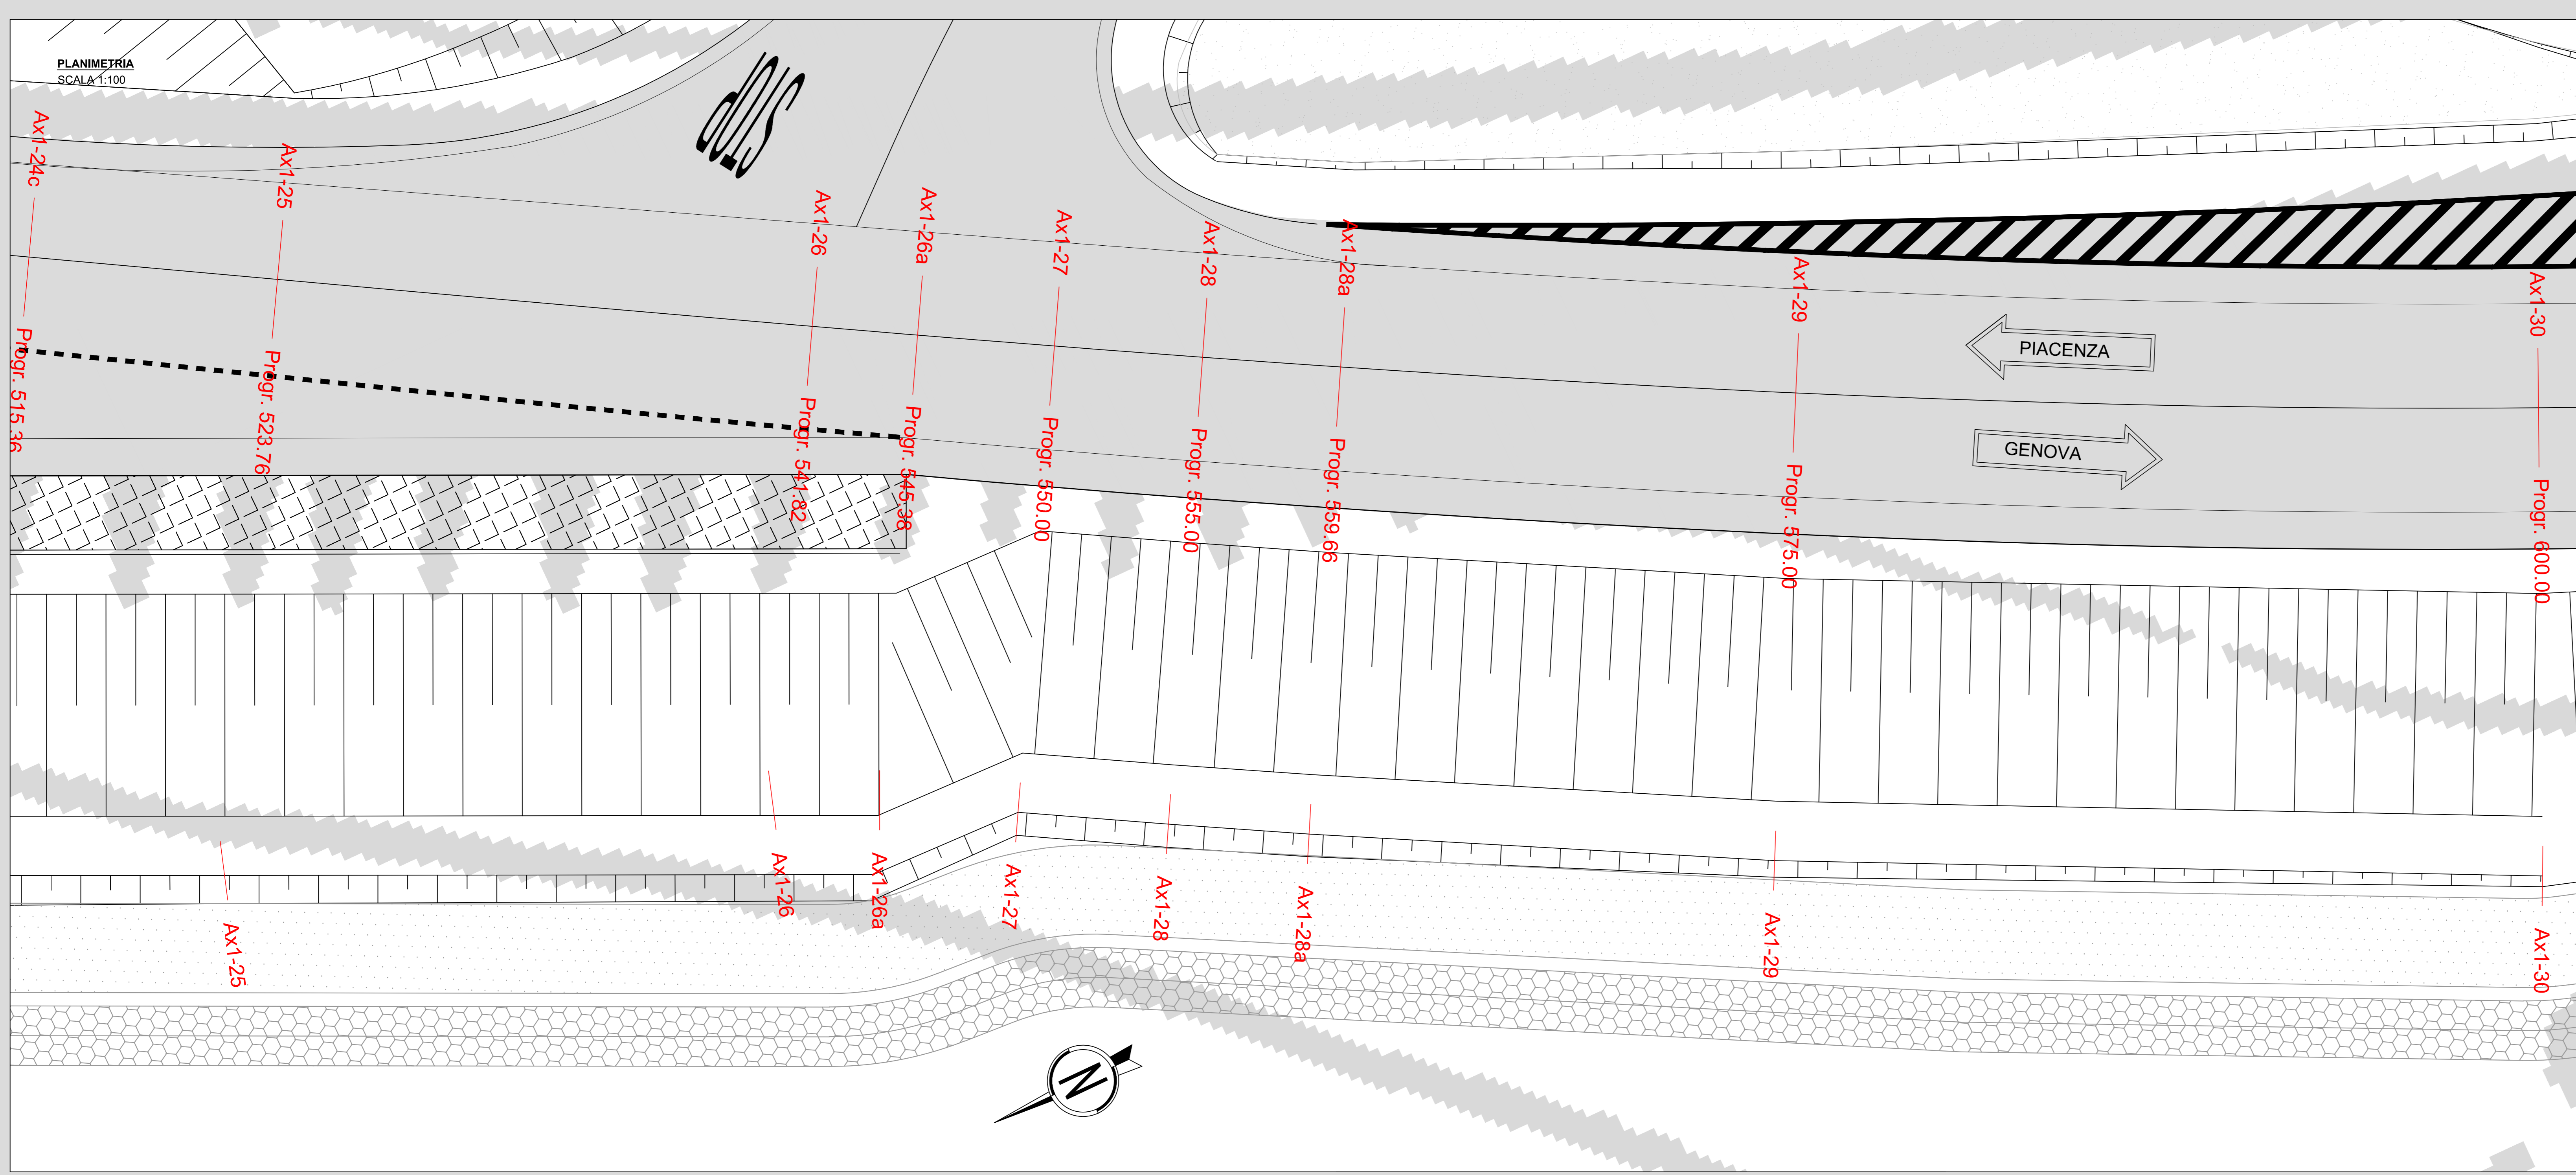 PLANIMETRIA
SCALA 1:100
STOP
Ax1-24c
Progr. 515.36
Ax1-25
Progr. 523.76
Ax1-26
Progr. 541.82
Ax1-26a
Progr. 545.38
Ax1-27
Progr. 550.00
Ax1-28
Progr. 555.00
Ax1-28a
Progr. 559.66
Ax1-29
Progr. 575.00
Ax1-30
Progr. 600.00
PIACENZA
GENOVA
Ax1-25
Ax1-26
Ax1-26a
Ax1-27
Ax1-28
Ax1-28a
Ax1-29
Ax1-30
N